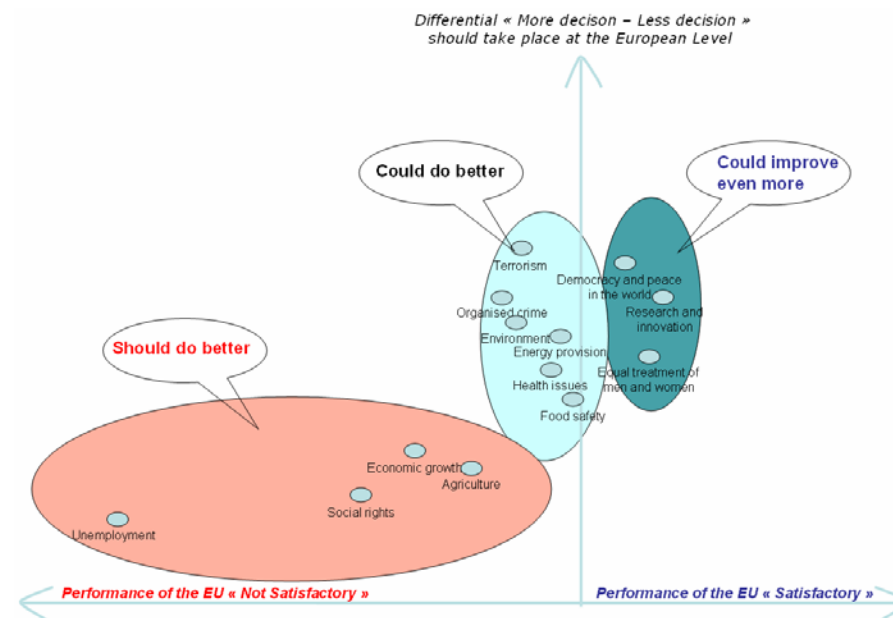 Differential « More decison – Less decision »
should take place at the European Level
Could do better
Could improve
even more
Terrorism
Democracy and peace
in the world
Organised crime
Research and
innovation
Environment
Energy provision
Should do better
Health issues
Equal treatment of
men and women
Food safety
Economic growth
Agriculture
Social rights
Unemployment
Performance of the EU « Not Satisfactory »
Performance of the EU « Satisfactory »